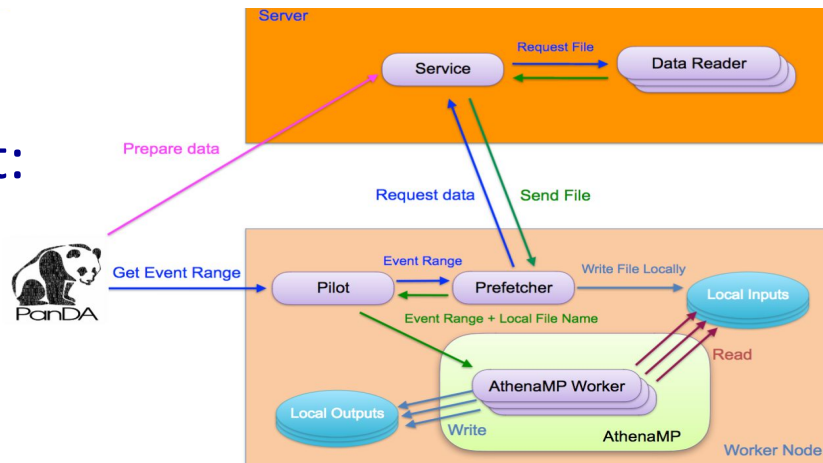 Server
Request File
Service
Data Reader
Prepare data
Request data
Send File
PanDA
Get Event Range
Pilot
Event Range
Prefetcher
Write File Locally
Local Inputs
Event Range + Local File Name
Read
AthenaMP Worker
Local Outputs
Write
AthenaMP
Worker Node